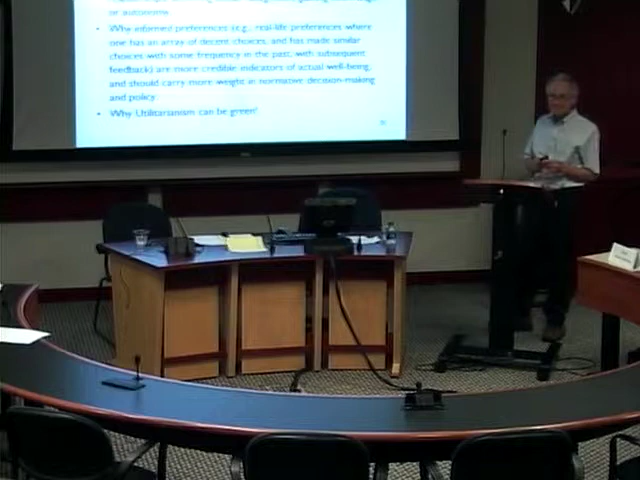 or autonomy.
• Why informed preferences (e.g., real-life preferences where
one has an array of decent choices, and has made similar
choices with some frequency in the past, with subsequent
feedback) are more credible indicators of actual well-being,
and should carry more weight in normative decision-making
and policy.
• Why Utilitarianism can be green?